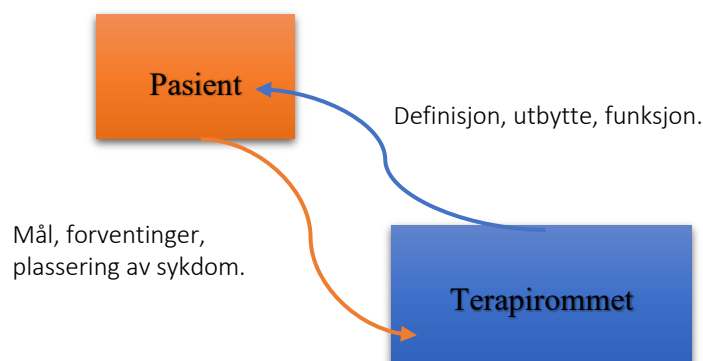 Pasient
Definisjon, utbytte, funksjon.
Mål, forventinger,
plassering av sykdom.
Terapirommet